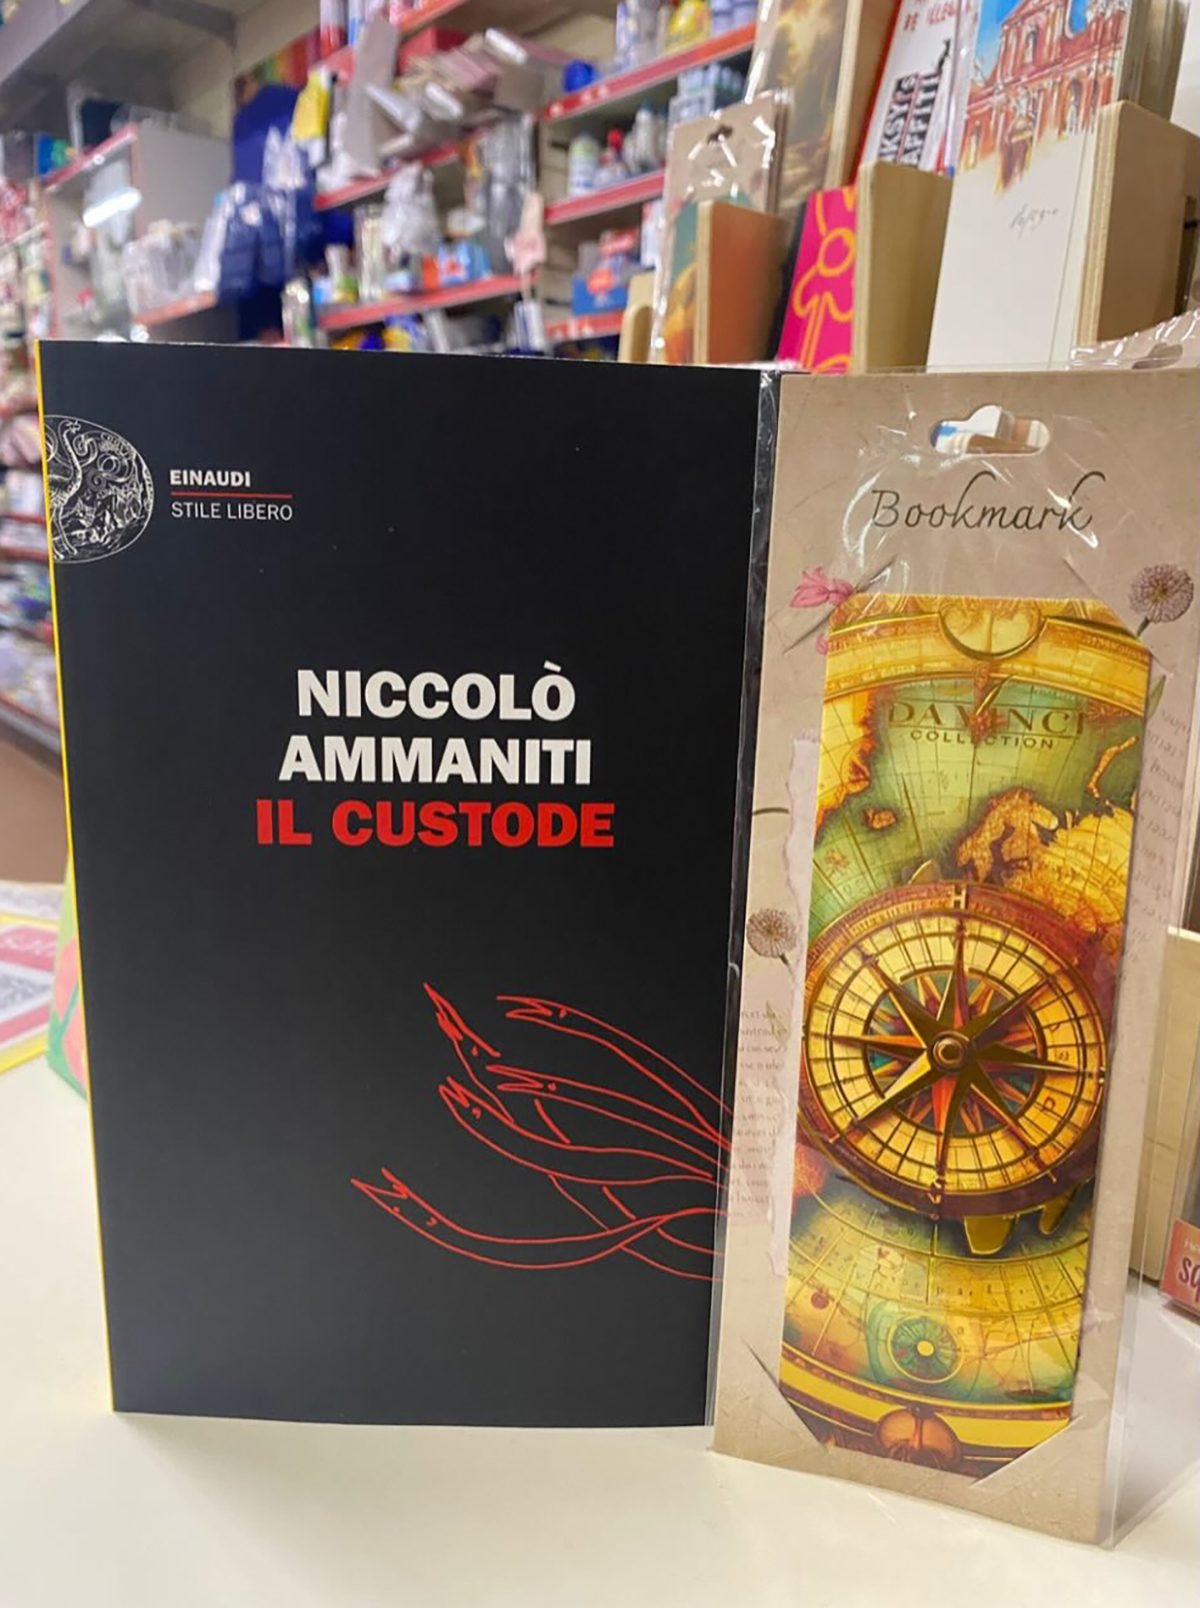 EINAUDI
STILE LIBERO
NICCOLÒ
AMMANITI
IL CUSTODE
Bookmark
DA VINCI
COLLECTION